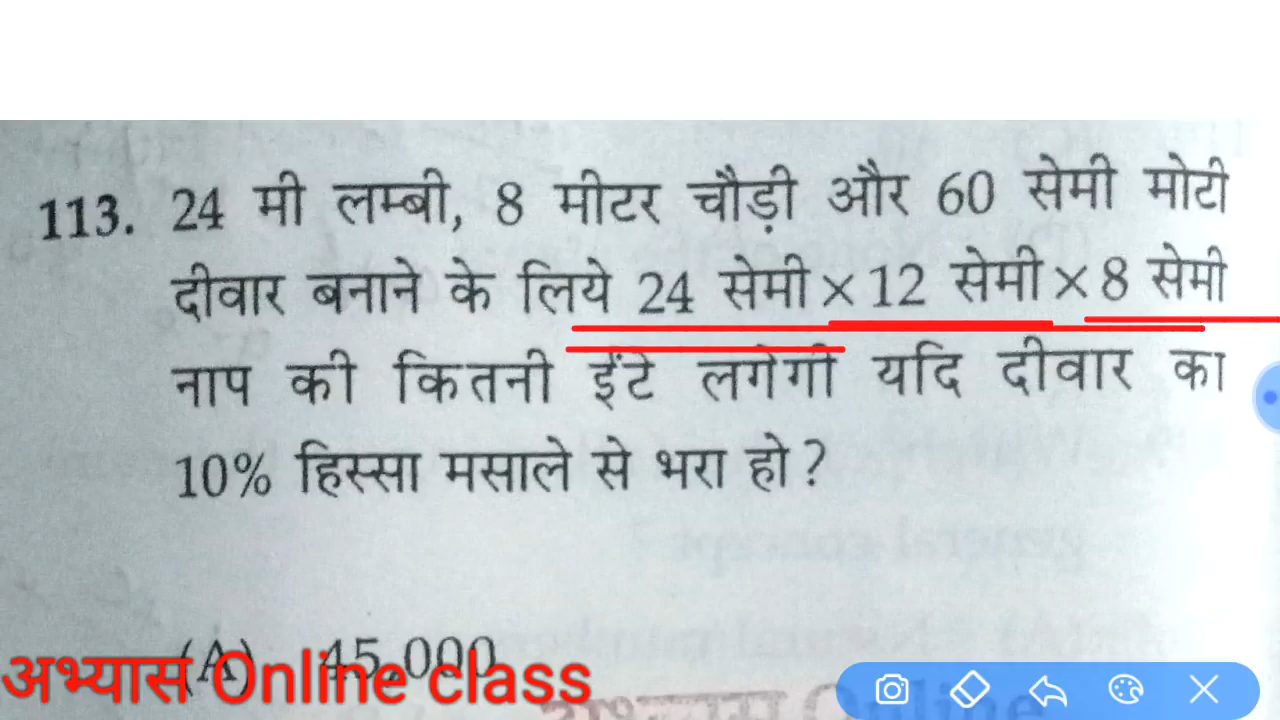 113. 24 मी लम्बी, 8 मीटर चौड़ी और 60 सेमी मोटी
दीवार बनाने के लिये 24 सेमी × 12 सेमी × 8 सेमी
नाप की कितनी ईंटे लगेगी यदि दीवार का
10% हिस्सा मसाले से भरा हो ?
(A) 45,000
अभ्यास Online class